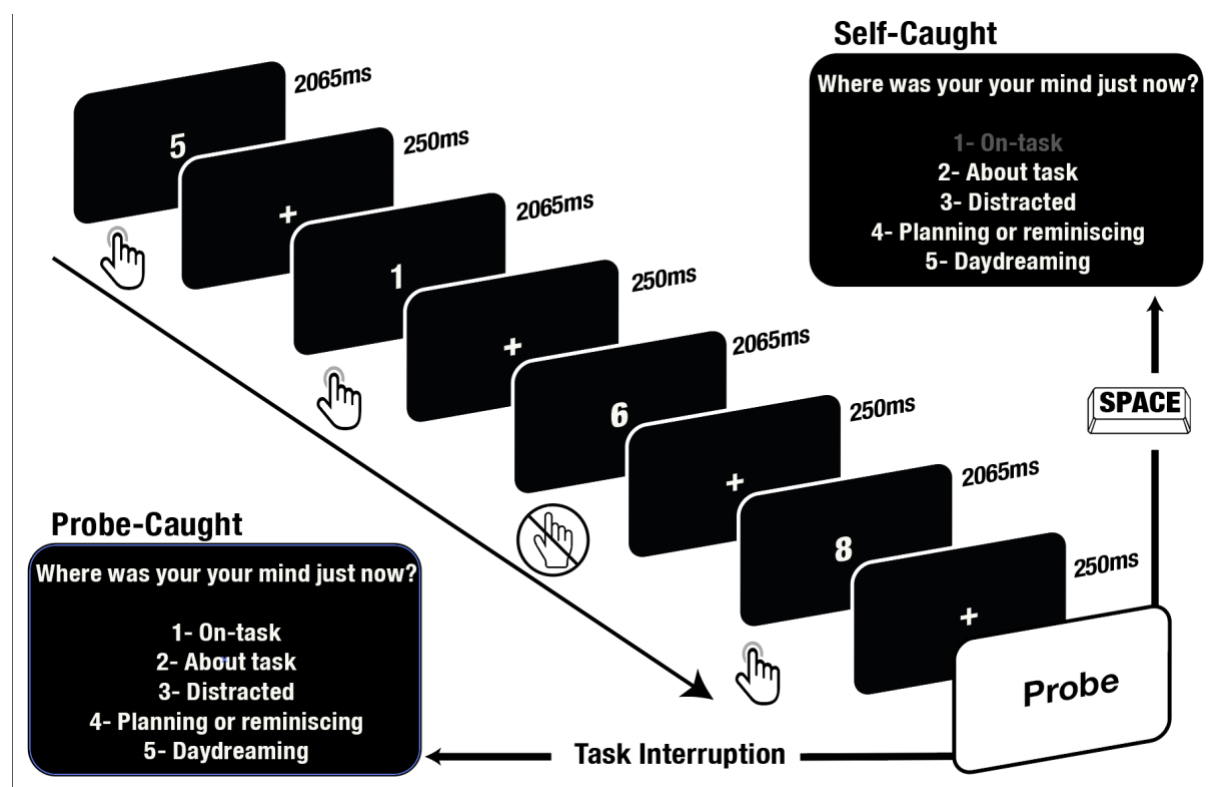 Self-Caught
Where was your your mind just now?
1- On-task
2- About task
3- Distracted
4- Planning or reminiscing
5- Daydreaming
5
2065ms
+
250ms
1
2065ms
+
250ms
6
2065ms
+
250ms
8
2065ms
+
250ms
SPACE
Probe
Task Interruption
Probe-Caught
Where was your your mind just now?
1- On-task
2- About task
3- Distracted
4- Planning or reminiscing
5- Daydreaming